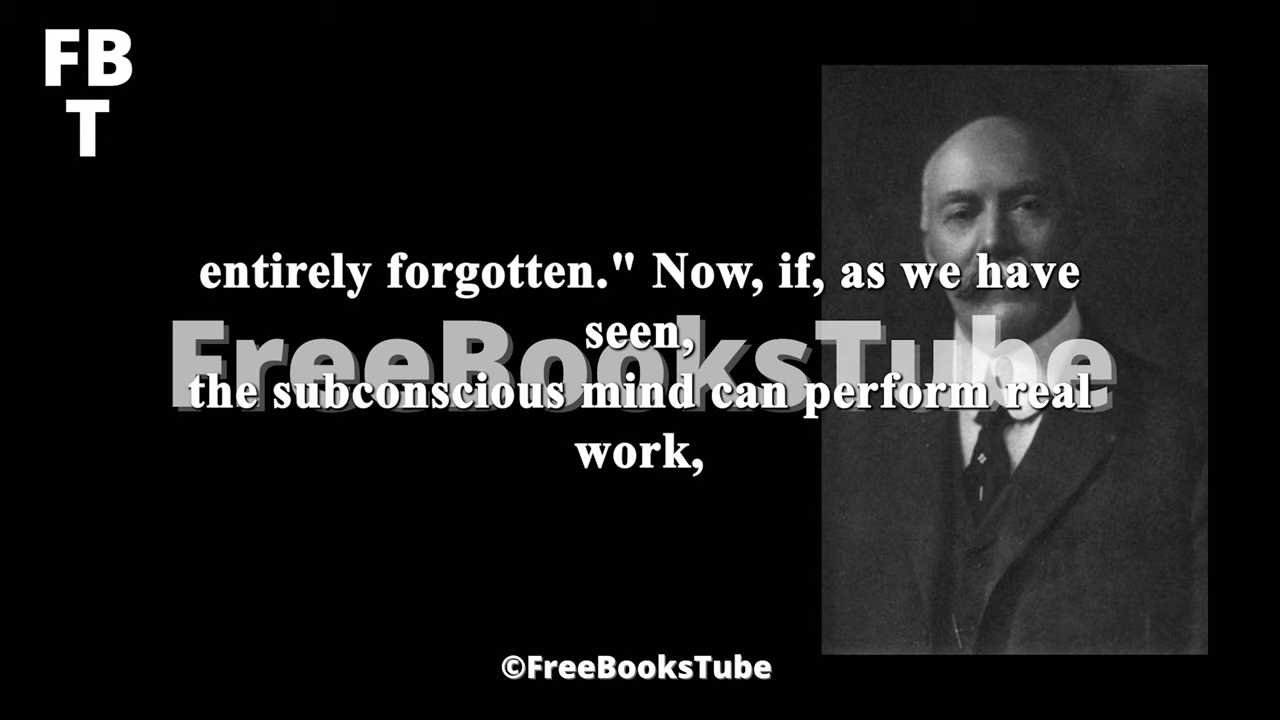 FB
T
entirely forgotten." Now, if, as we have
seen,
FreeBooksTube
the subconscious mind can perform real
work,
©FreeBooksTube